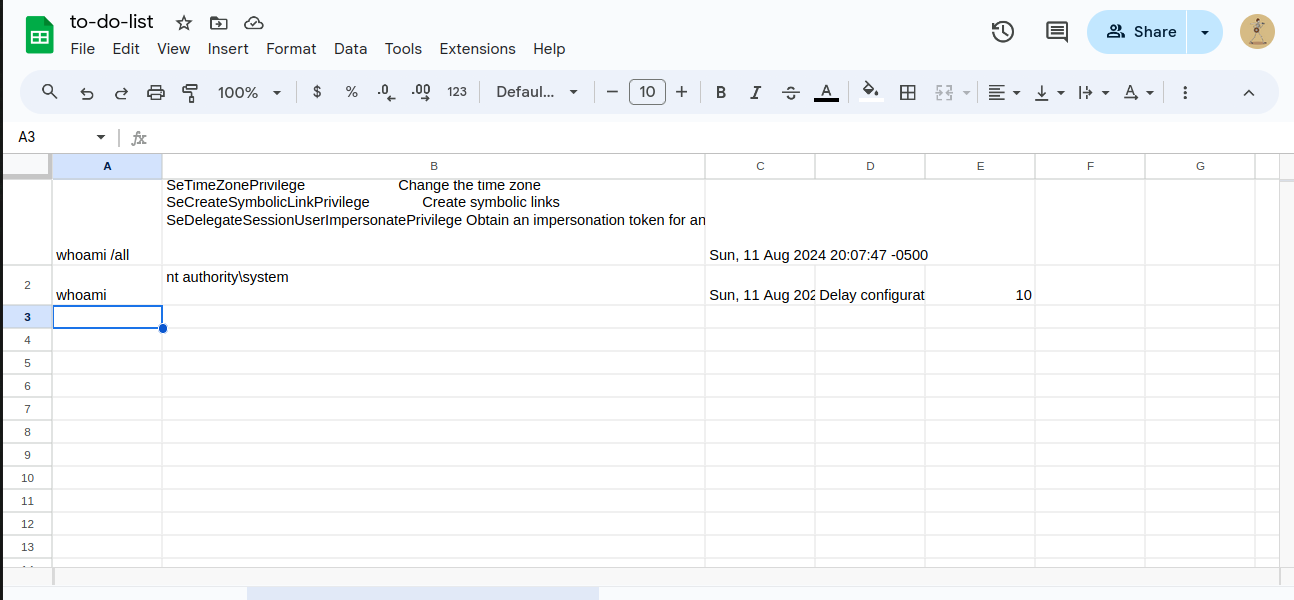 to-do-list
File Edit View Insert Format Data Tools Extensions Help
Share
100% $ % .0 .00 123 Defaul... 10 B I A A
A3 fx
A B C D E F G
SeTimeZonePrivilege Change the time zone
SeCreateSymbolicLinkPrivilege Create symbolic links
SeDelegateSessionUserImpersonatePrivilege Obtain an impersonation token for an
whoami /all Sun, 11 Aug 2024 20:07:47 -0500
nt authority\system
2
whoami Sun, 11 Aug 202 Delay configurat 10
3
4
5
6
7
8
9
10
11
12
13